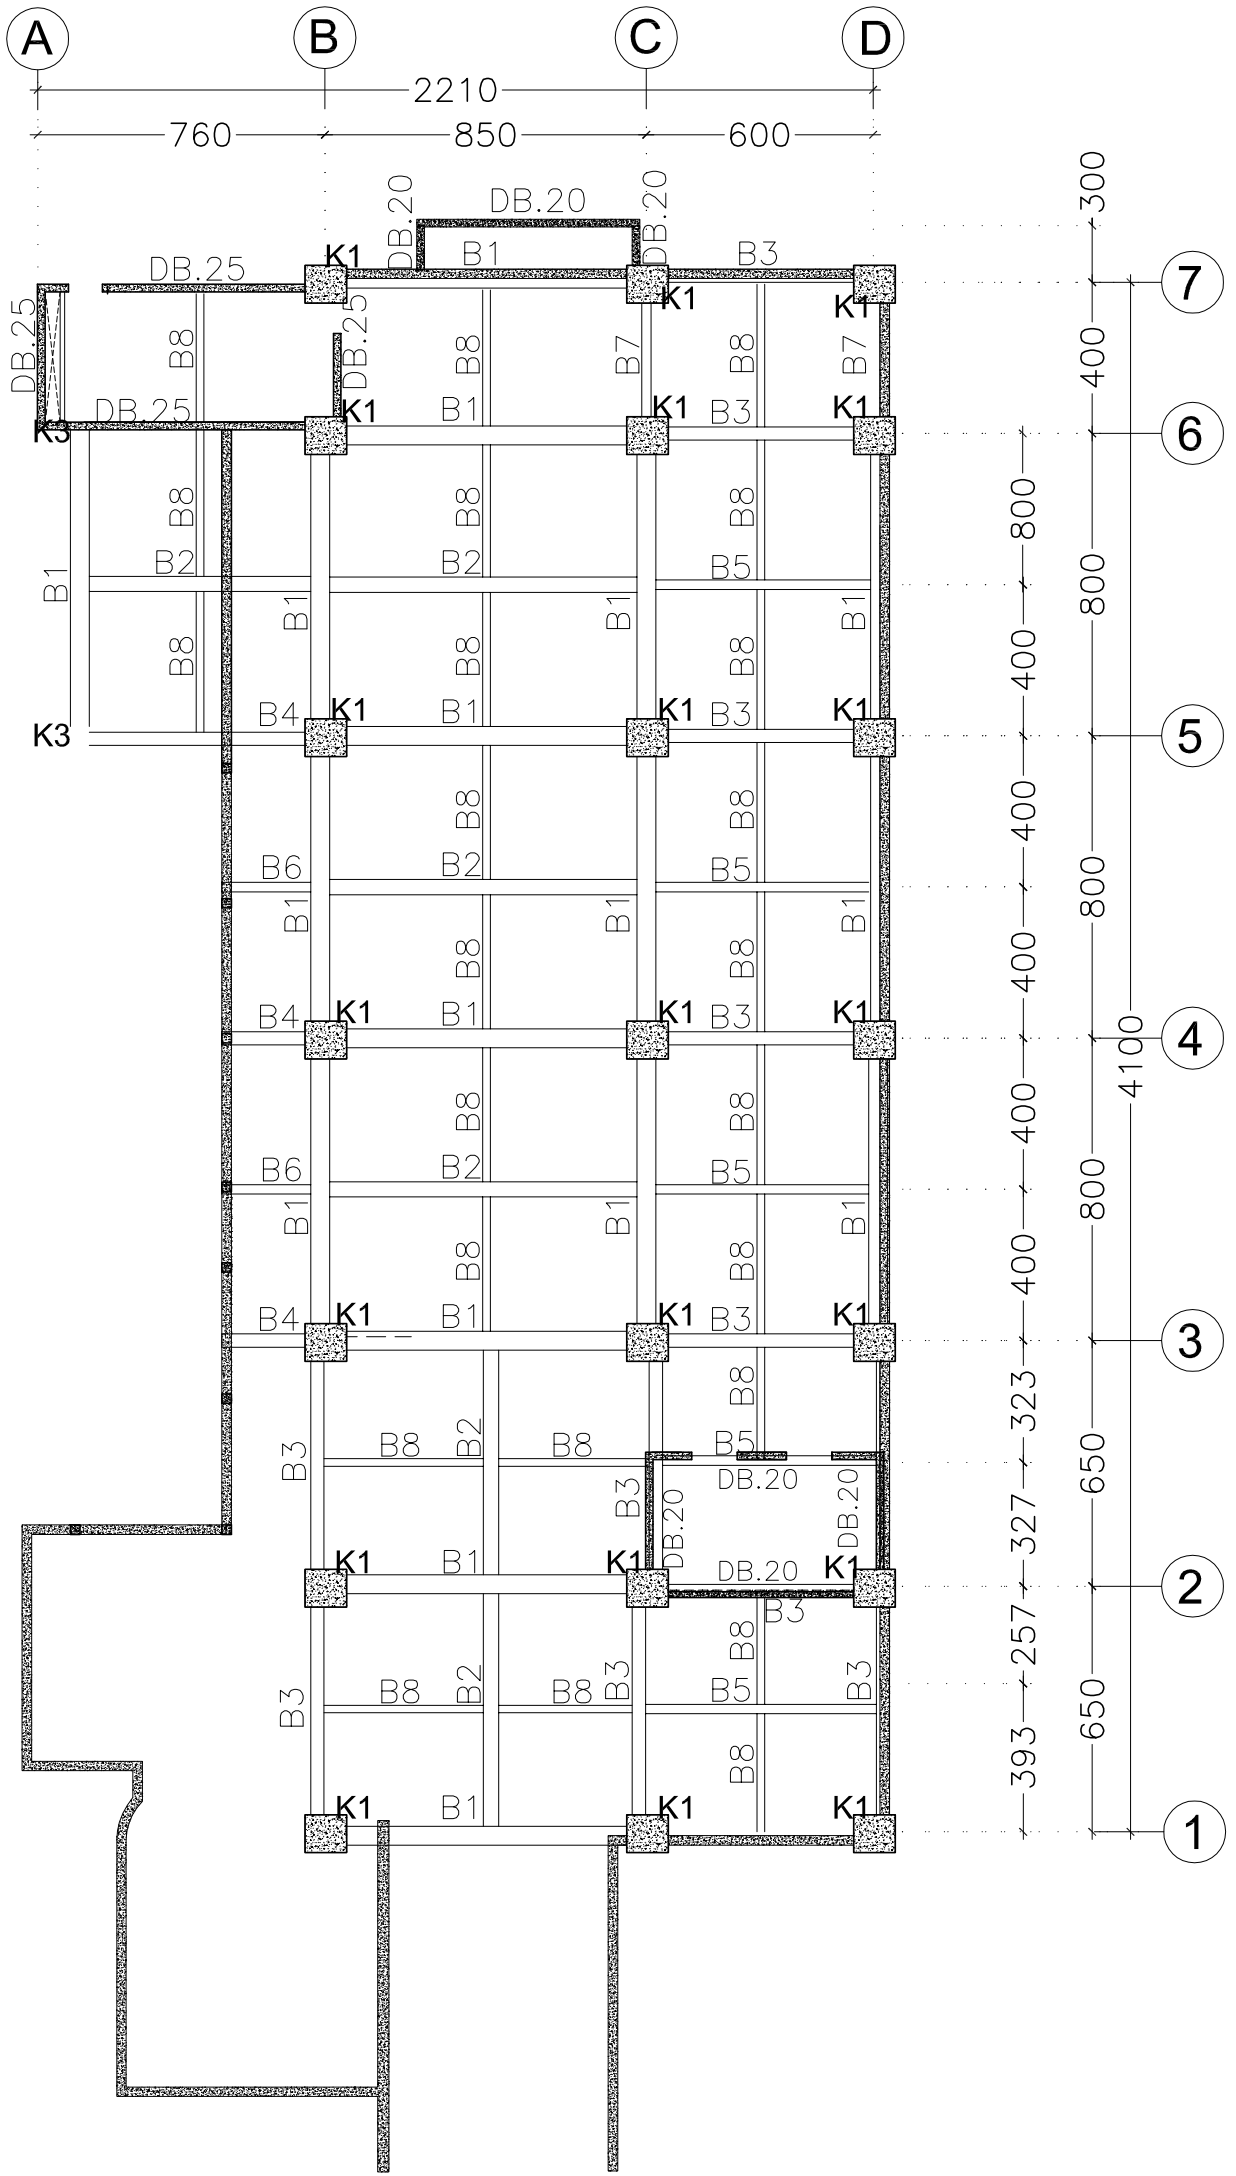 A B C D
2210
760 850 600
300
DB.20 DB.20 DB.20
K1 B1 B3
DB.25
7
K1 K1
DB.25 B8 DB.25 B8 B7 B8 B7 400
DB.25 K1 B1 K1 B3 K1
K3
6
B8 B8 B8 800
B2 B2 B5
B1 B1 B1 B1 800
B8 B8 B8 400
B4 K1 B1 K1 B3 K1
K3
5
B8 B8 B8 400
B6 B2 B5
B1 B1 B1 800
B8 B8 400
B4 K1 B1 K1 B3 K1
4
4100
B8 B8 400
B6 B2 B5
B1 B1 B1 800
B8 B8 400
B4 K1 B1 K1 B3 K1
3
B8 323
B3 B8 B2 B8 B5 650
DB.20
B3 DB.20 DB.20 327
K1 B1 K1 DB.20 K1
2
B3
B8 257
B3 B8 B2 B8 B3 B5 B3 650
B8 393
K1 B1 K1 K1
1